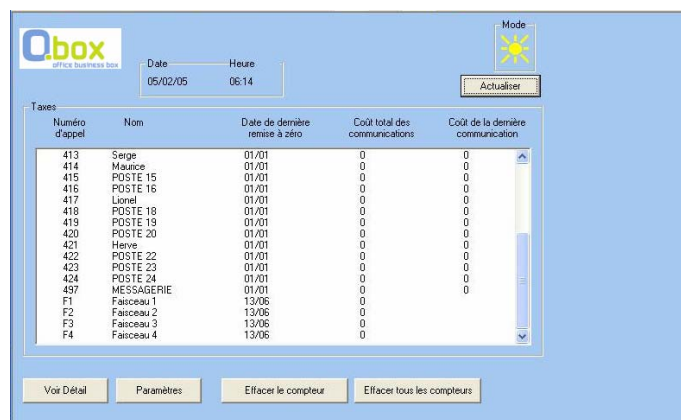 Mode
O.box
office business box
Date Heure
05/02/05 06:14
Actualiser
Taxes
Numéro d'appel Nom Date de dernière remise à zéro Coût total des communications Coût de la dernière communication
413 Serge 01/01 0 0
414 Maurice 01/01 0 0
415 POSTE 15 01/01 0 0
416 POSTE 16 01/01 0 0
417 Lionel 01/01 0 0
418 POSTE 18 01/01 0 0
419 POSTE 19 01/01 0 0
420 POSTE 20 01/01 0 0
421 Herve 01/01 0 0
422 POSTE 22 01/01 0 0
423 POSTE 23 01/01 0 0
424 POSTE 24 01/01 0 0
497 MESSAGERIE 01/01 0 0
F1 Faisceau 1 13/06 0
F2 Faisceau 2 13/06 0
F3 Faisceau 3 13/06 0
F4 Faisceau 4 13/06 0
Voir Détail Paramètres Effacer le compteur Effacer tous les compteurs